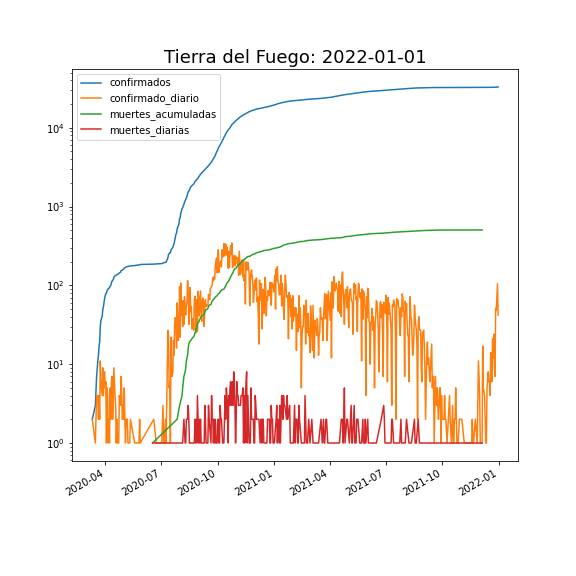 Tierra del Fuego: 2022-01-01
confirmados
confirmado_diario
muertes_acumuladas
muertes_diarias
10^4
10^3
10^2
10^1
10^0
2020-04 2020-07 2020-10 2021-01 2021-04 2021-07 2021-10 2022-01